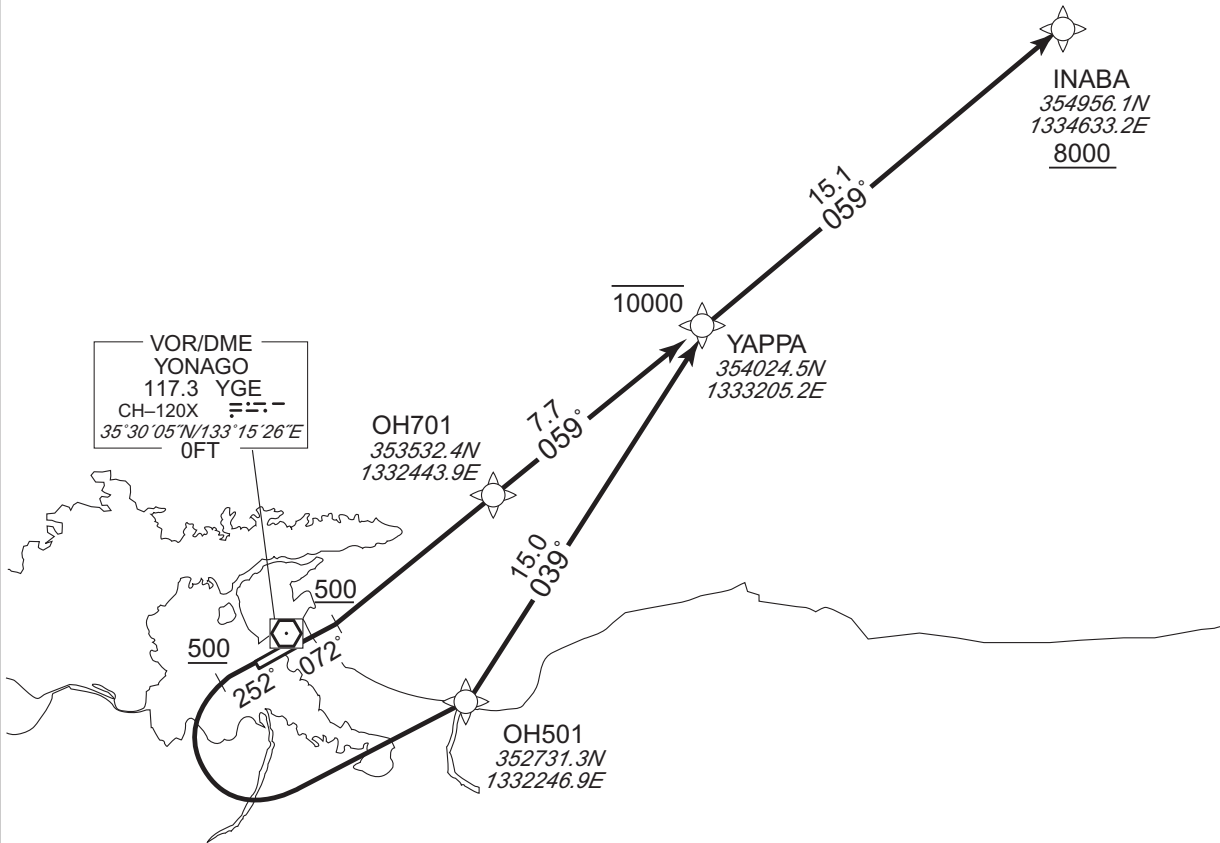 INABA
354956.1N
1334633.2E
8000
15.1
059°
10000
YAPPA
354024.5N
1333205.2E
VOR/DME
YONAGO
117.3 YGE
CH–120X
35°30′05″N/133°15′26″E
0FT
OH701
353532.4N
1332443.9E
7.7
059°
15.0
039°
500
500
072°
252°
OH501
352731.3N
1332246.9E